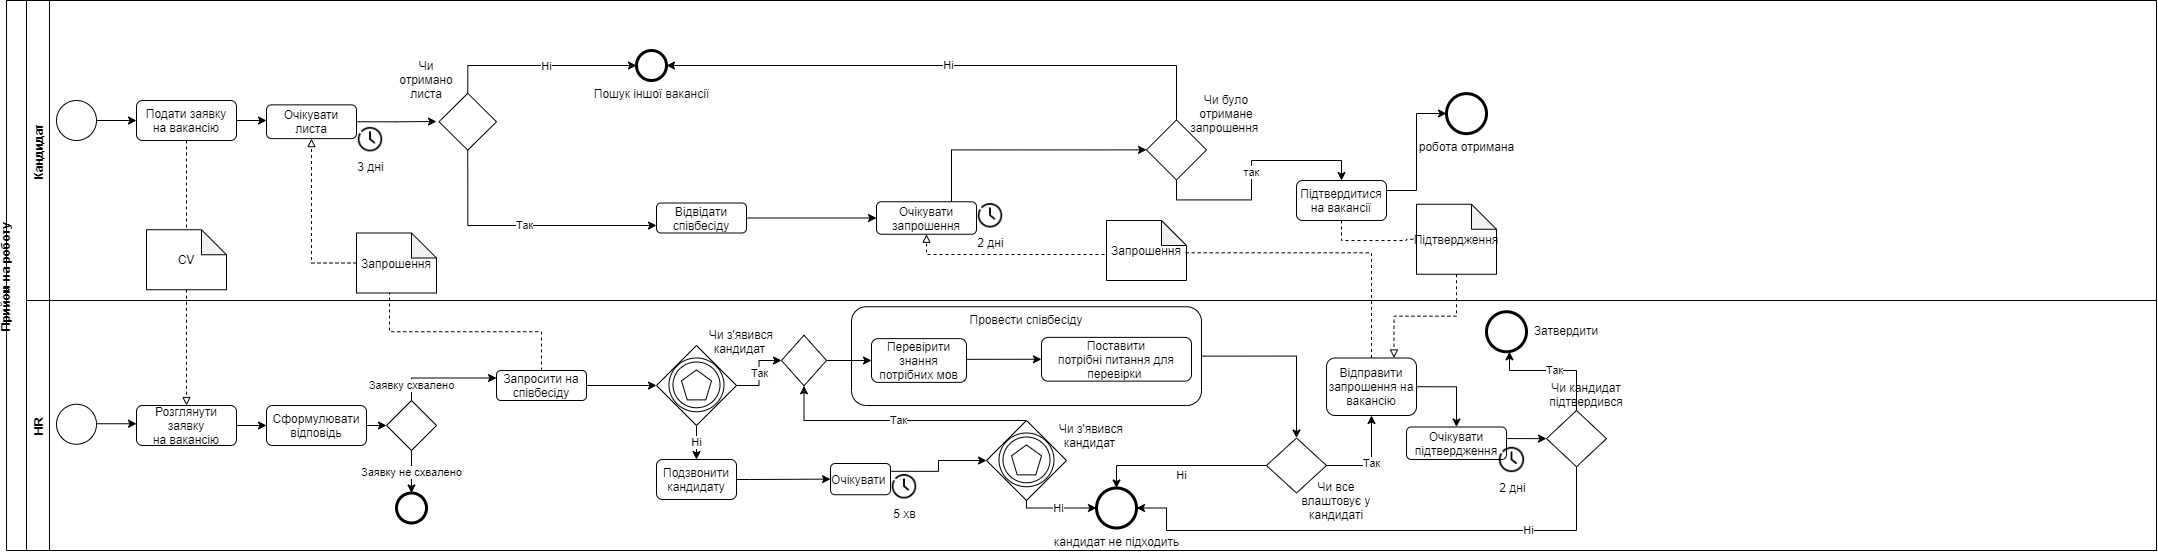 Прийом на роботу
Кандидат
Подати заявку
на вакансію
Очікувати
листа
3 дні
Чи
отримано
листа
Ні
Пошук іншої вакансії
Ні
Так
Відвідати
співбесіду
Очікувати
запрошення
2 дні
Чи було
отримане
запрошення
так
Підтвердитися
на вакансії
робота отримана
CV
Запрошення
Запрошення
Підтвердження
HR
Розглянути
заявку
на вакансію
Сформулювати
відповідь
Заявку схвалено
Заявку не схвалено
Запросити на
співбесіду
Чи з'явився
кандидат
Так
Ні
Подзвонити
кандидату
Очікувати
5 хв
Провести співбесіду
Перевірити
знання
потрібних мов
Поставити
потрібні питання для
перевірки
Так
Чи з'явився
кандидат
Ні
кандидат не підходить
Ні
Чи все
влаштовує у
кандидаті
Так
Відправити
запрошення на
вакансію
Очікувати
підтвердження
2 дні
Затвердити
Так
Чи кандидат
підтвердився
Ні